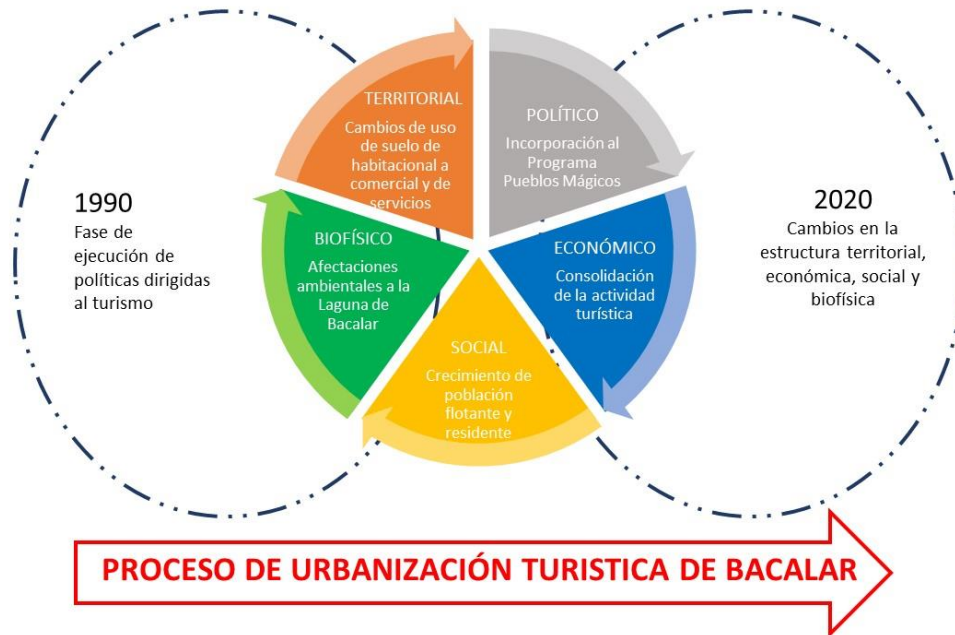 1990
Fase de
ejecución de
políticas dirigidas
al turismo
TERRITORIAL
Cambios de uso
de suelo de
habitacional a
comercial y de
servicios
POLÍTICO
Incorporación al
Programa
Pueblos Mágicos
ECONÓMICO
Consolidación
de la actividad
turística
SOCIAL
Crecimiento de
población
flotante y
residente
BIOFÍSICO
Afectaciones
ambientales a la
Laguna de
Bacalar
2020
Cambios en la
estructura territorial,
económica, social y
biofísica
PROCESO DE URBANIZACIÓN TURISTICA DE BACALAR